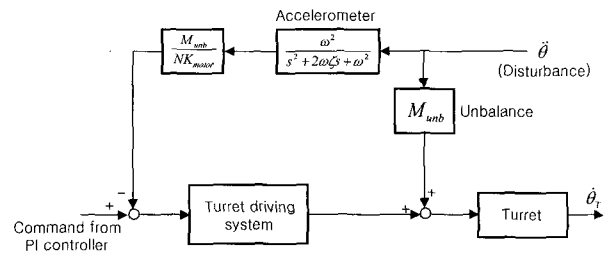 Accelerometer
M_unb / NK_motor
ω² / s² + 2ωζs + ω²
θ̈
(Disturbance)
M_unb
Unbalance
−
+
Command from
PI controller
Turret driving
system
+
+
Turret
θ̇_T